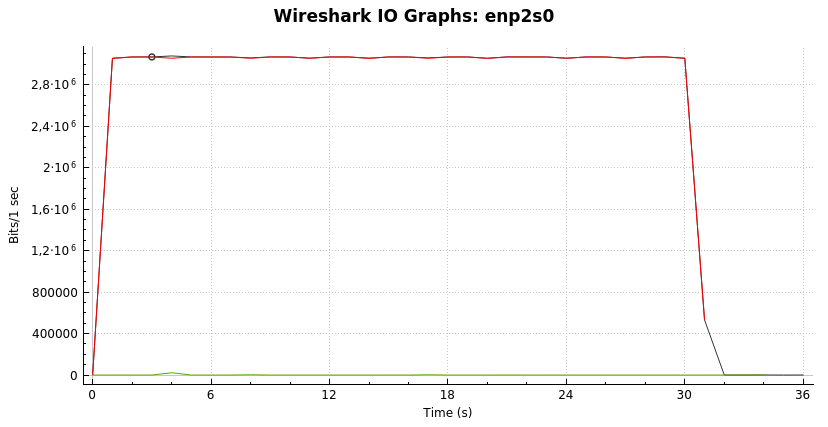 Wireshark IO Graphs: enp2s0
2,8·10⁶
2,4·10⁶
2·10⁶
1,6·10⁶
1,2·10⁶
800000
400000
0
Bits/1 sec
0 6 12 18 24 30 36
Time (s)